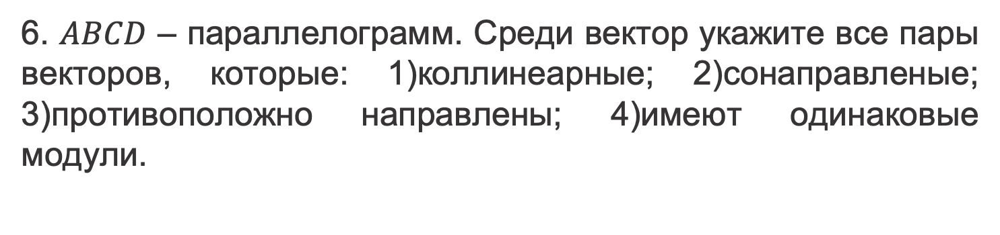 6. ABCD – параллелограмм. Среди вектор укажите все пары
векторов, которые: 1)коллинеарные; 2)сонаправленые;
3)противоположно направлены; 4)имеют одинаковые
модули.